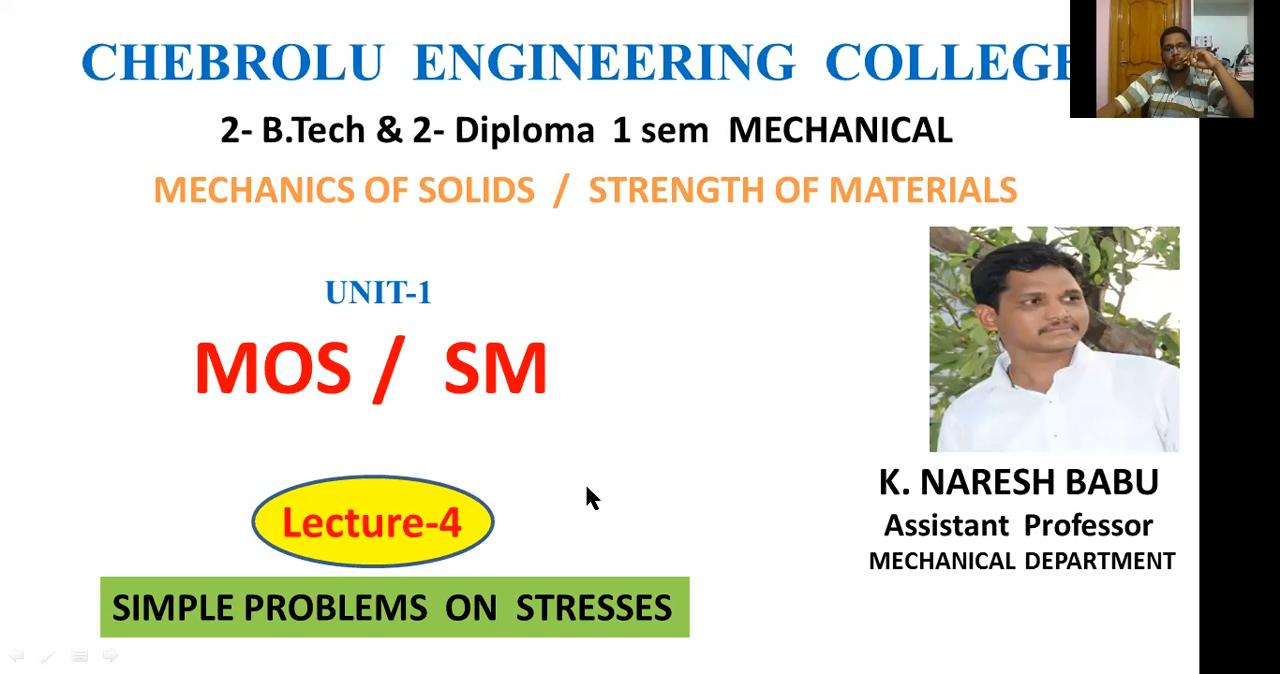 CHEBROLU ENGINEERING COLLEGE
2- B.Tech & 2- Diploma 1 sem MECHANICAL
MECHANICS OF SOLIDS / STRENGTH OF MATERIALS
UNIT-1
MOS / SM
Lecture-4
SIMPLE PROBLEMS ON STRESSES
K. NARESH BABU
Assistant Professor
MECHANICAL DEPARTMENT